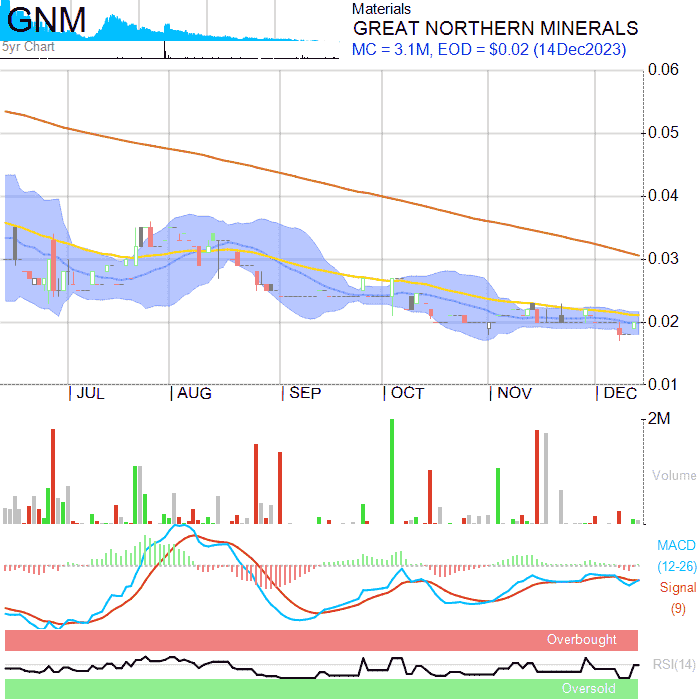 GNM
5yr Chart
Materials
GREAT NORTHERN MINERALS
MC = 3.1M, EOD = $0.02 (14Dec2023)
0.06
0.05
0.04
0.03
0.02
0.01
JUL AUG SEP OCT NOV DEC
2M
Volume
MACD
(12-26)
Signal
(9)
Overbought
RSI(14)
Oversold